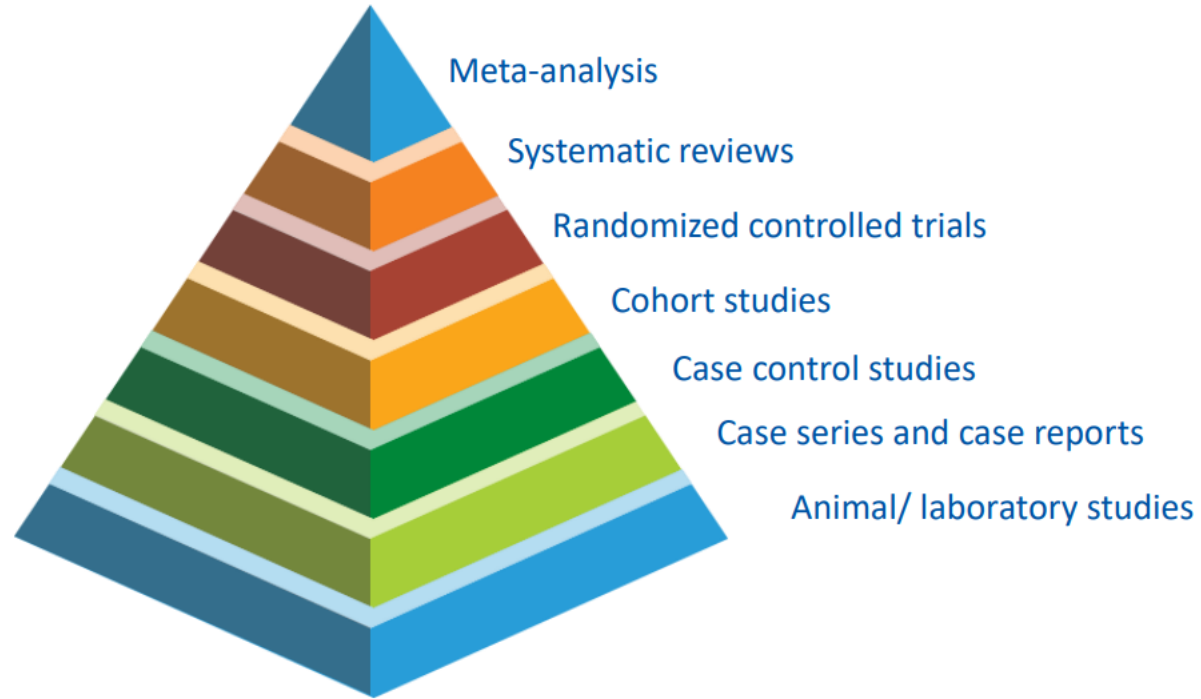 Meta-analysis
Systematic reviews
Randomized controlled trials
Cohort studies
Case control studies
Case series and case reports
Animal/ laboratory studies